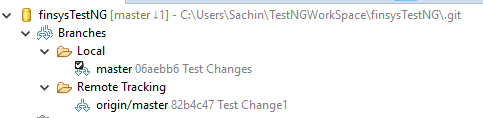 finsysTestNG [master ↓1] - C:\Users\Sachin\TestNGWorkSpace\finsysTestNG\.git
Branches
Local
master 06aebb6 Test Changes
Remote Tracking
origin/master 82b4c47 Test Change1